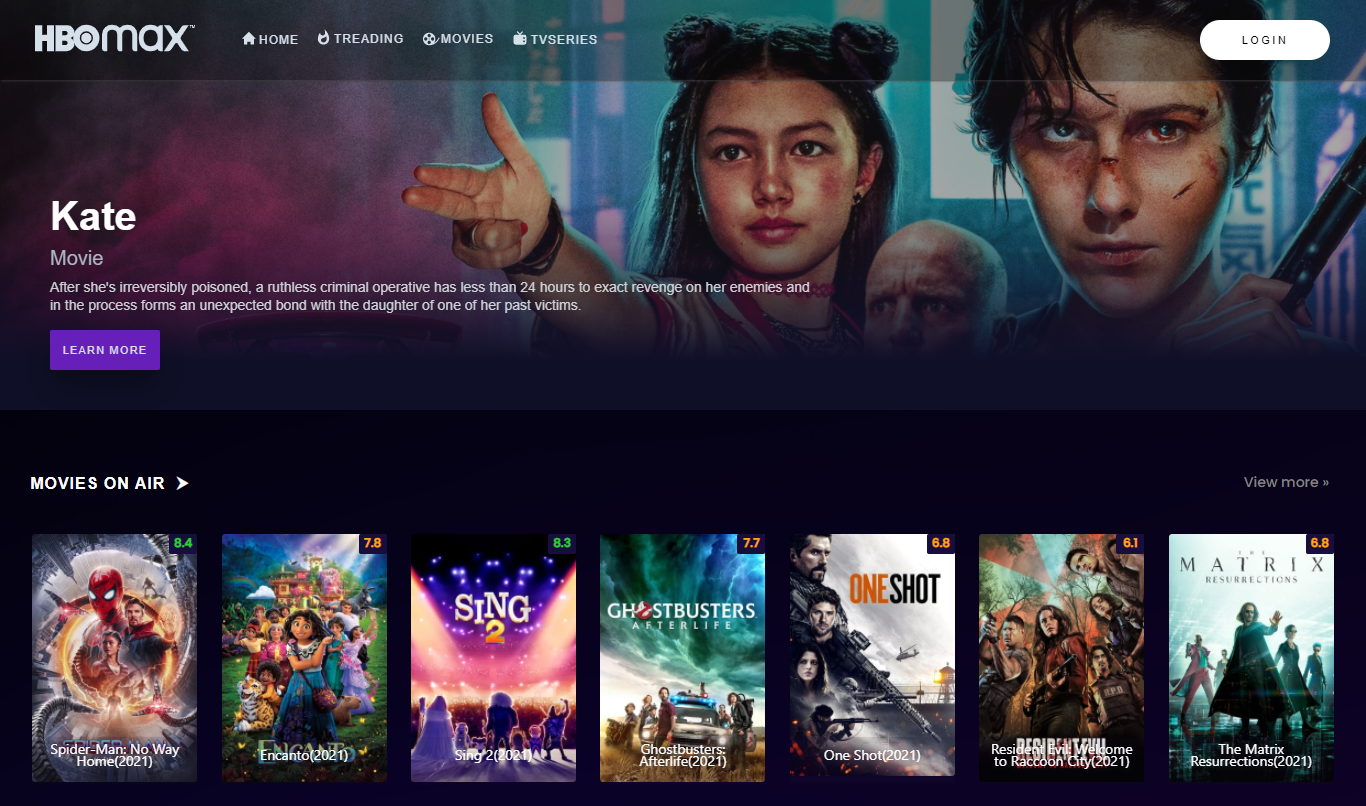 HBOmax™
HOME
TREADING
MOVIES
TVSERIES
LOGIN
Kate
Movie
After she's irreversibly poisoned, a ruthless criminal operative has less than 24 hours to exact revenge on her enemies and
in the process forms an unexpected bond with the daughter of one of her past victims.
LEARN MORE
MOVIES ON AIR
View more »
8.4
Spider-Man: No Way
Home(2021)
7.8
Encanto(2021)
8.3
SING
2
Sing 2(2021)
7.7
GHOSTBUSTERS
AFTERLIFE
Ghostbusters:
Afterlife(2021)
6.8
ONE SHOT
One Shot(2021)
6.1
R.P.D.
RESIDENT EVIL
Resident Evil: Welcome
to Raccoon City(2021)
6.8
THE
MATRIX
RESURRECTIONS
The Matrix
Resurrections(2021)